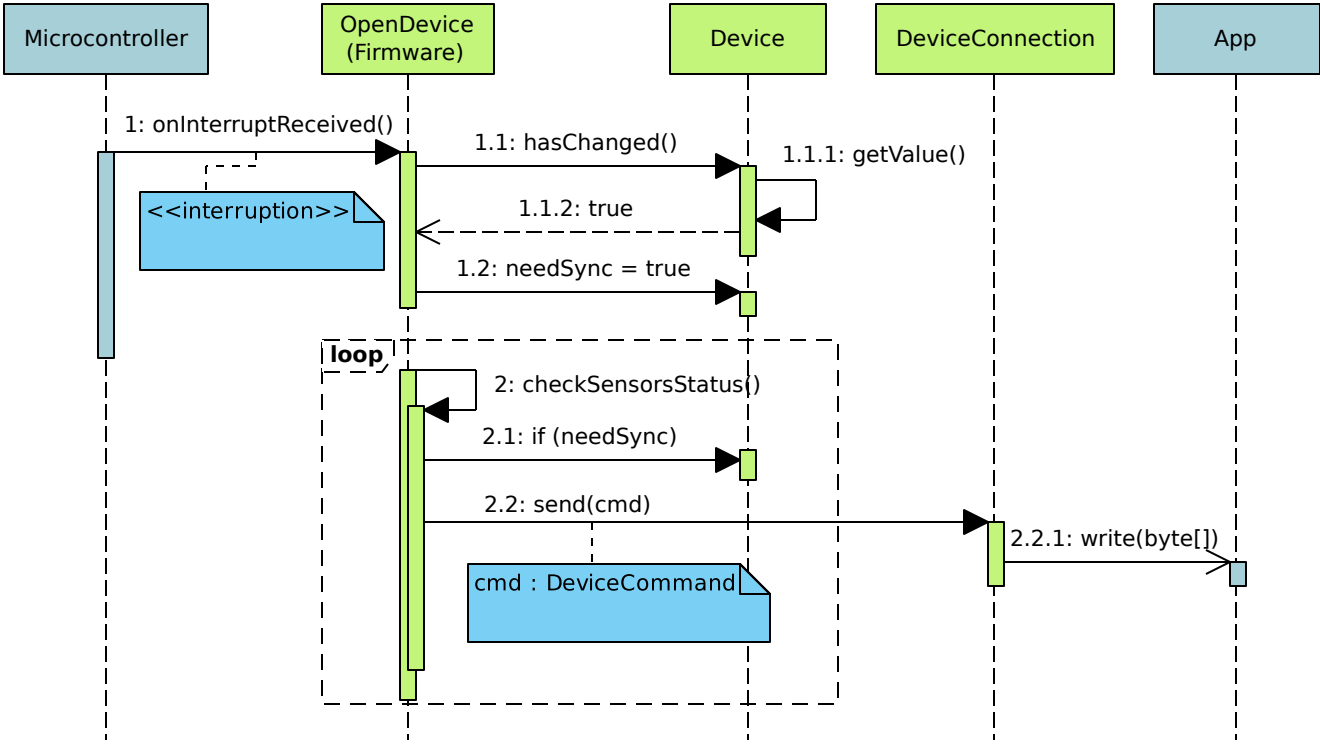 Microcontroller
OpenDevice
(Firmware)
Device
DeviceConnection
App
1: onInterruptReceived()
1.1: hasChanged()
1.1.1: getValue()
<<interruption>>
1.1.2: true
1.2: needSync = true
loop
2: checkSensorsStatus()
2.1: if (needSync)
2.2: send(cmd)
2.2.1: write(byte[])
cmd : DeviceCommand